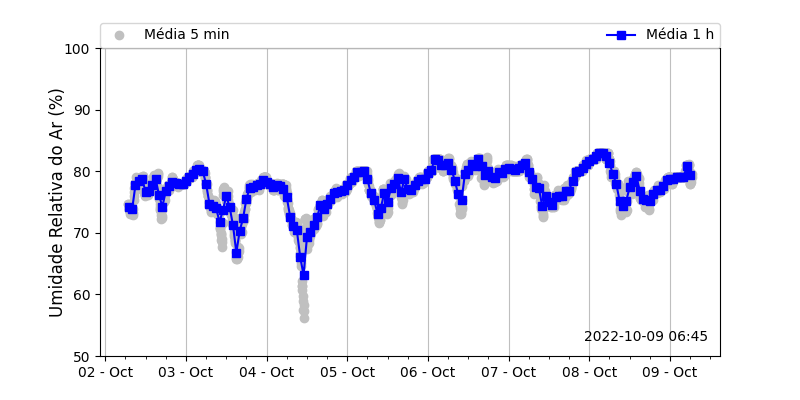 Média 5 min
Média 1 h
Umidade Relativa do Ar (%)
100
90
80
70
60
50
2022-10-09 06:45
02 - Oct
03 - Oct
04 - Oct
05 - Oct
06 - Oct
07 - Oct
08 - Oct
09 - Oct